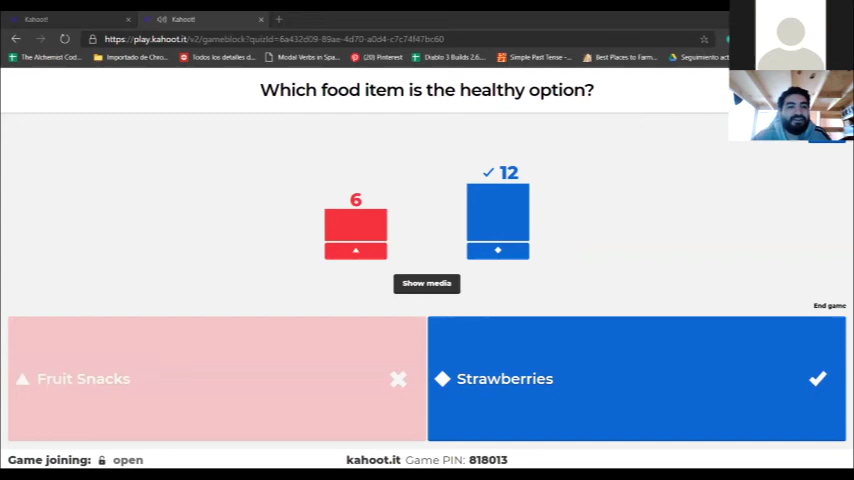 Kahoot!
Kahoot!
https://play.kahoot.it/v2/gameblock?quizId=6a432d09-89ae-4d70-a0d4-c7c74f47bc60
The Alchemist Cod...
Importado de Chro...
Todos los detalles d...
Modal Verbs in Spa...
(20) Pinterest
Diablo 3 Builds 2.6...
Simple Past Tense -...
Best Places to Farm...
Seguimiento act
Which food item is the healthy option?
6
12
Show media
End game
Fruit Snacks
Strawberries
Game joining: open
kahoot.it Game PIN: 818013